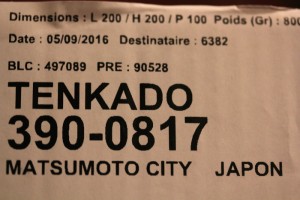 Dimensions : L 200 / H 200 / P 100 Poids (Gr) : 800
Date : 05/09/2016 Destinataire : 6382
BLC : 497089 PRE : 90528
TENKADO
390-0817
MATSUMOTO CITY JAPON